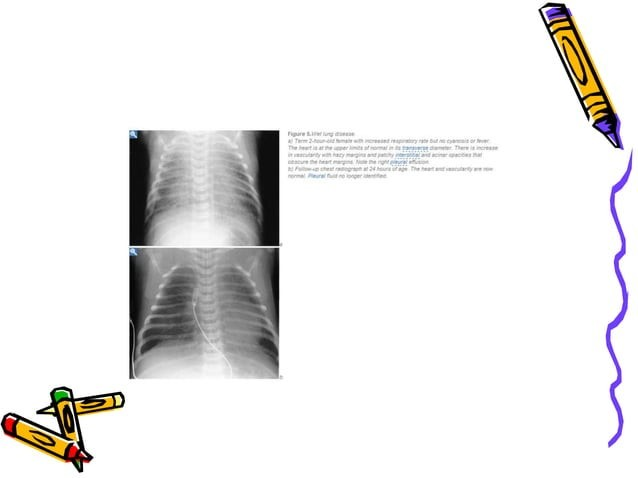 Figure 5.Wet lung disease
a) Term 2-hour-old female with increased respiratory rate but no cyanosis or fever.
The heart is at the upper limits of normal in its transverse diameter. There is increase
in vascularity with hazy margins and patchy interstitial and acinar opacities that
obscure the heart margins. Note the right pleural effusion.
b) Follow-up chest radiograph at 24 hours of age. The heart and vascularity are now
normal. Pleural fluid no longer identified.
a
b